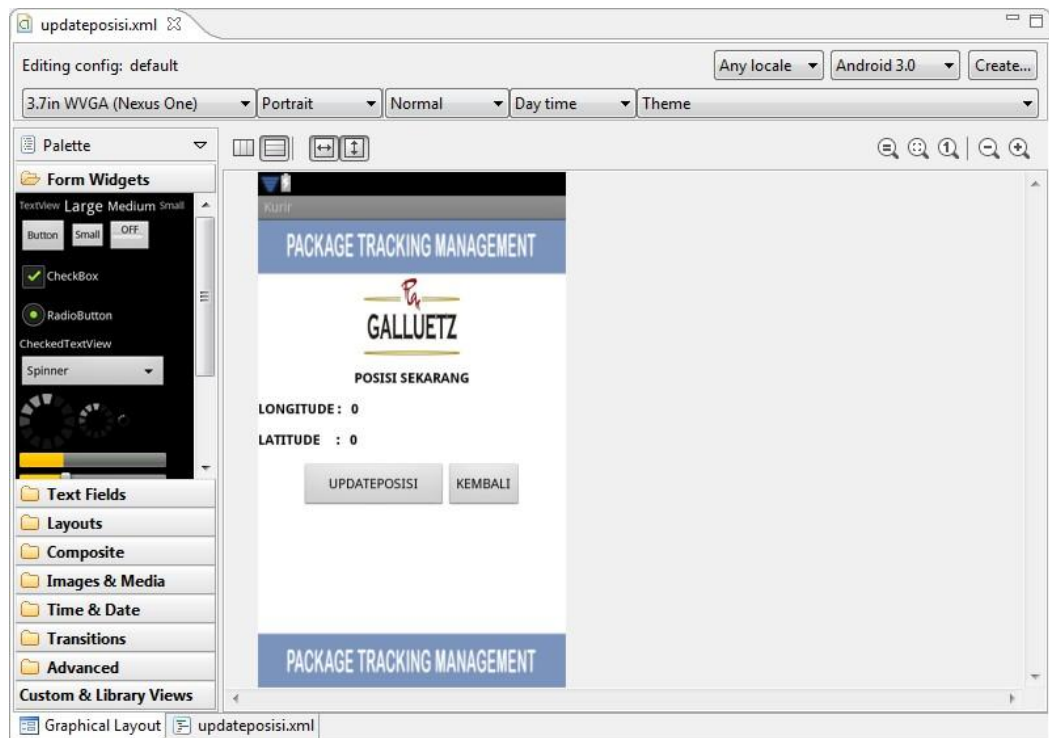 updateposisi.xml
Editing config: default
Any locale
Android 3.0
Create...
3.7in WVGA (Nexus One)
Portrait
Normal
Day time
Theme
Palette
Form Widgets
TextView Large Medium Small
Button
Small
OFF
CheckBox
RadioButton
CheckedTextView
Spinner
Text Fields
Layouts
Composite
Images & Media
Time & Date
Transitions
Advanced
Custom & Library Views
Kurir
PACKAGE TRACKING MANAGEMENT
GALLUETZ
POSISI SEKARANG
LONGITUDE : 0
LATITUDE : 0
UPDATEPOSISI
KEMBALI
PACKAGE TRACKING MANAGEMENT
Graphical Layout
updateposisi.xml